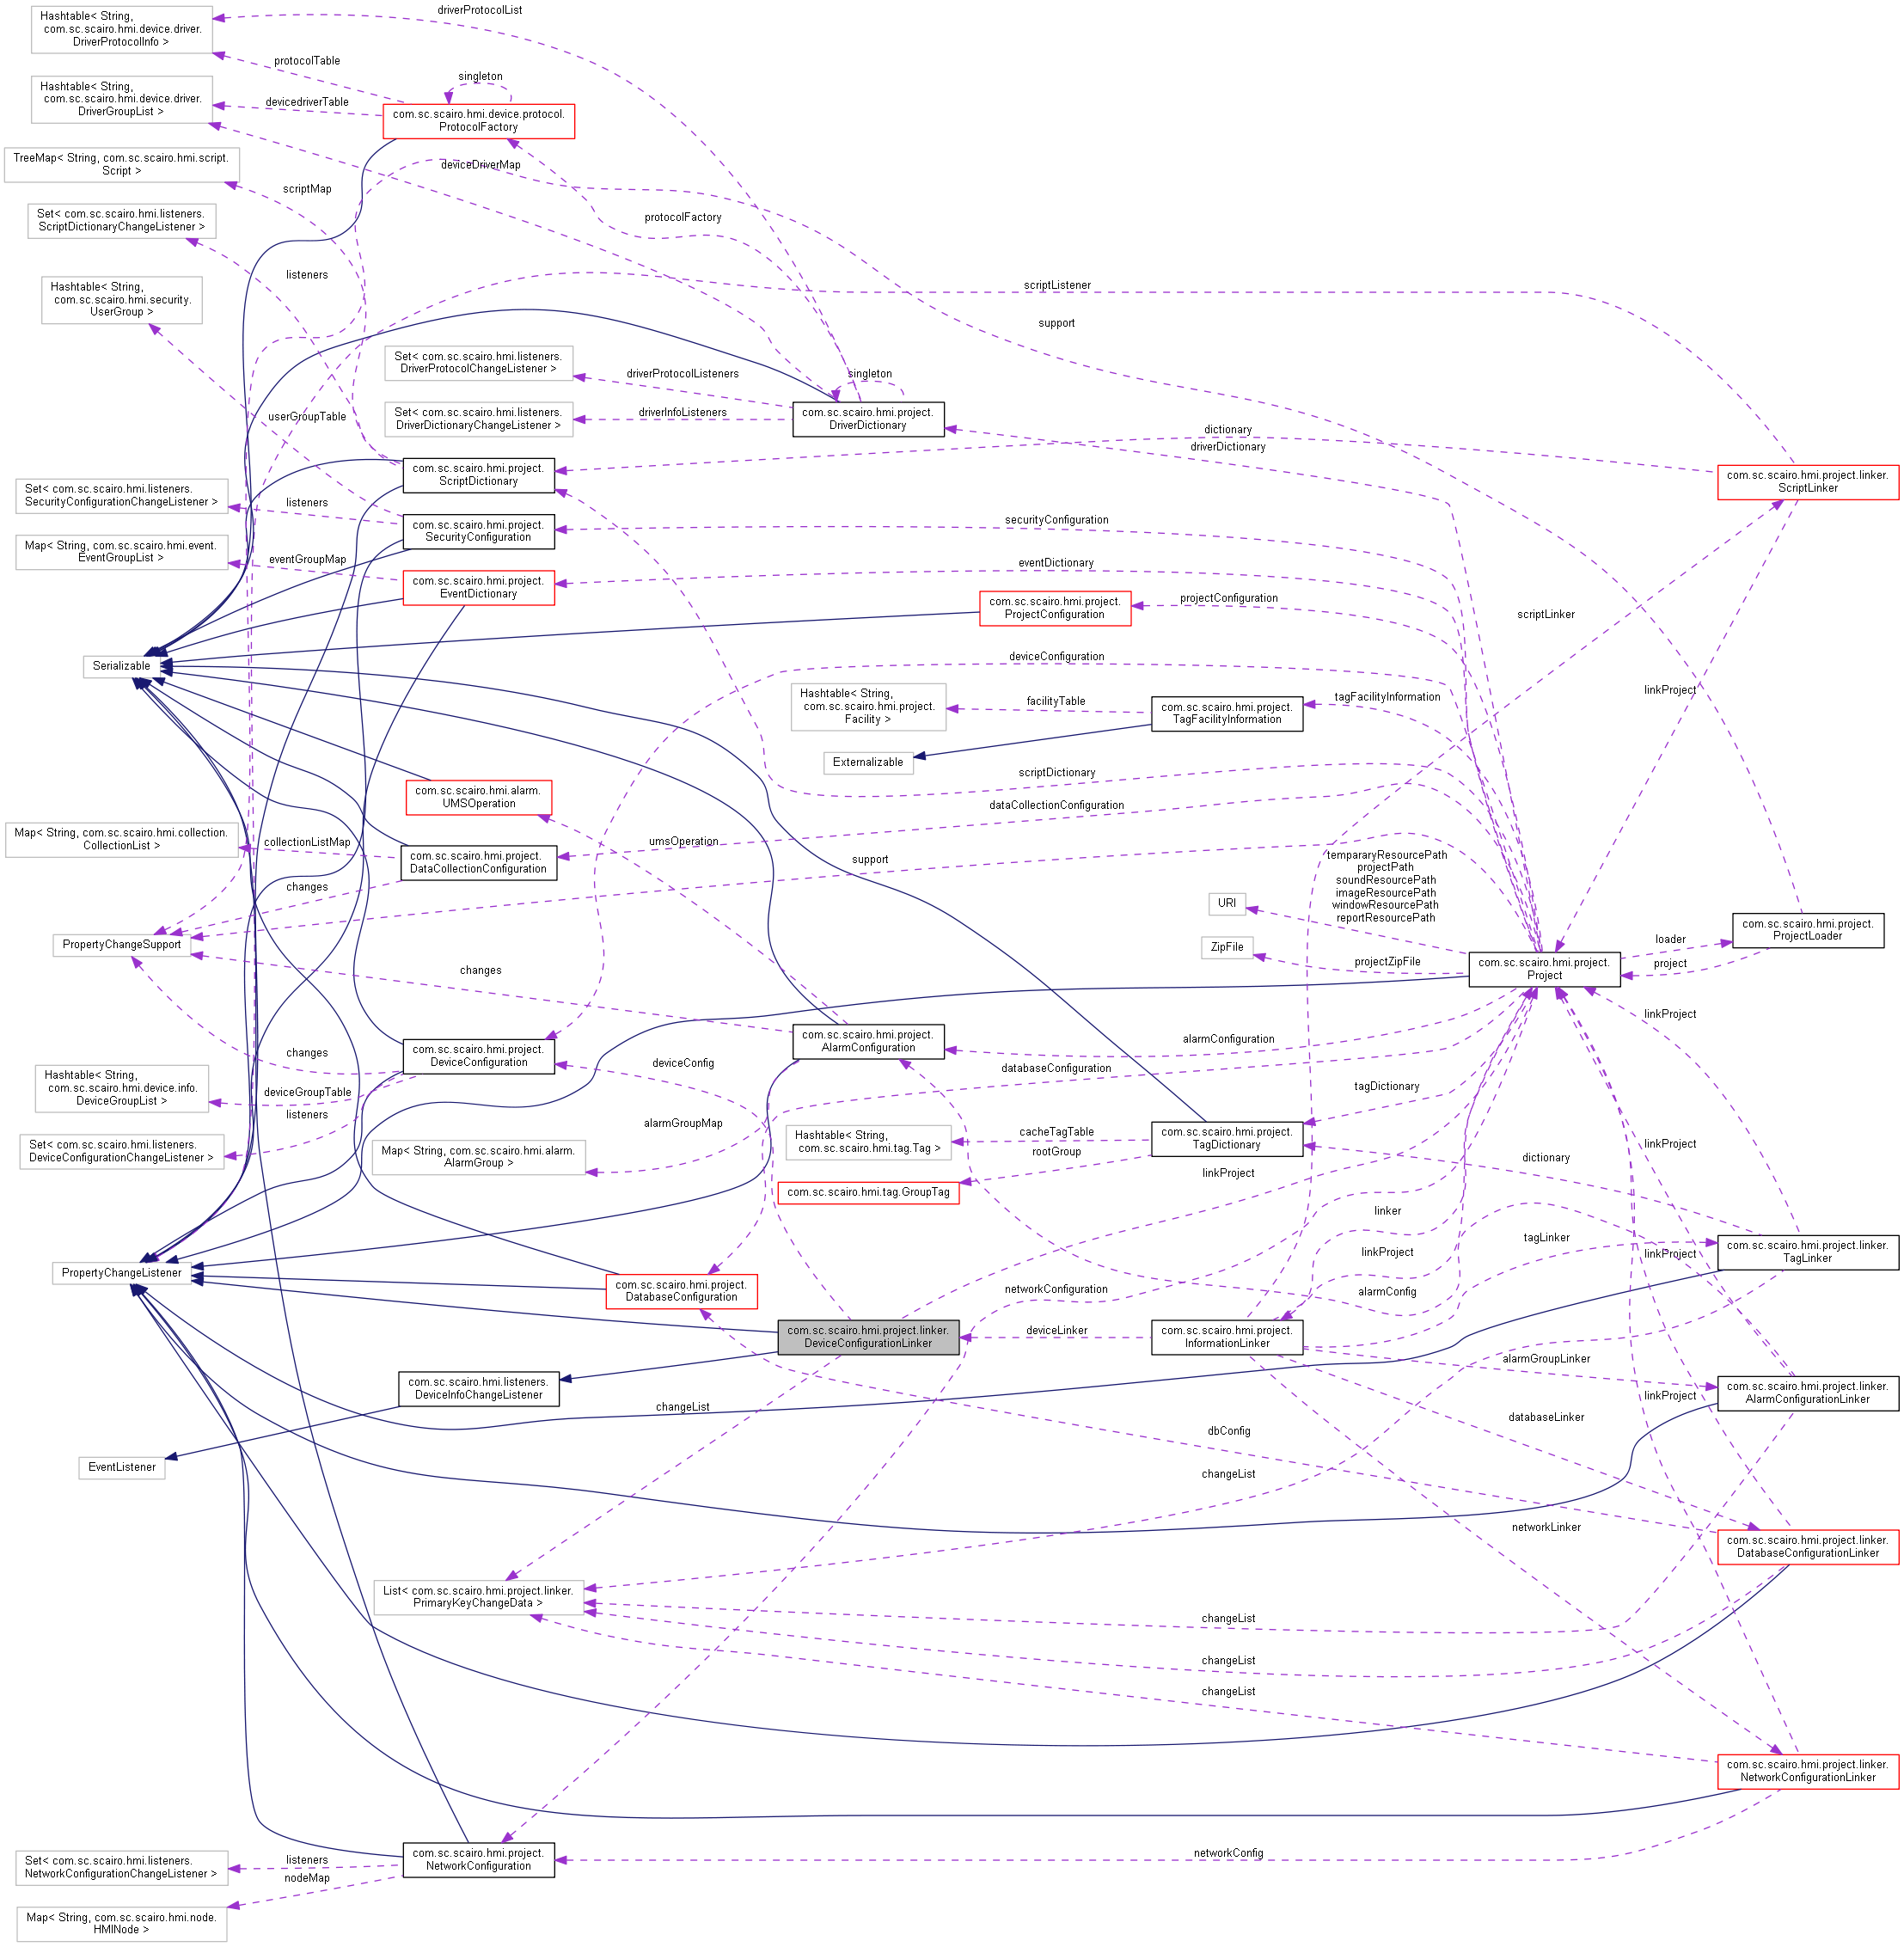 driverProtocolList
Hashtable< String,
com.sc.scairo.hmi.device.driver.
DriverProtocolInfo >
protocolTable
singleton
Hashtable< String,
com.sc.scairo.hmi.device.driver.
DriverGroupList >
devicedriverTable
com.sc.scairo.hmi.device.protocol.
ProtocolFactory
TreeMap< String, com.sc.scairo.hmi.script.
Script >
deviceDriverMap
scriptMap
Set< com.sc.scairo.hmi.listeners.
ScriptDictionaryChangeListener >
protocolFactory
listeners
scriptListener
Hashtable< String,
com.sc.scairo.hmi.security.
UserGroup >
support
Set< com.sc.scairo.hmi.listeners.
DriverProtocolChangeListener >
driverProtocolListeners
singleton
userGroupTable
Set< com.sc.scairo.hmi.listeners.
DriverDictionaryChangeListener >
driverInfoListeners
com.sc.scairo.hmi.project.
DriverDictionary
dictionary
driverDictionary
com.sc.scairo.hmi.project.
ScriptDictionary
com.sc.scairo.hmi.project.linker.
ScriptLinker
Set< com.sc.scairo.hmi.listeners.
SecurityConfigurationChangeListener >
listeners
com.sc.scairo.hmi.project.
SecurityConfiguration
securityConfiguration
Map< String, com.sc.scairo.hmi.event.
EventGroupList >
eventGroupMap
com.sc.scairo.hmi.project.
EventDictionary
eventDictionary
com.sc.scairo.hmi.project.
ProjectConfiguration
projectConfiguration
scriptLinker
Serializable
deviceConfiguration
linkProject
Hashtable< String,
com.sc.scairo.hmi.project.
Facility >
facilityTable
com.sc.scairo.hmi.project.
TagFacilityInformation
tagFacilityInformation
Externalizable
com.sc.scairo.hmi.alarm.
UMSOperation
scriptDictionary
dataCollectionConfiguration
Map< String, com.sc.scairo.hmi.collection.
CollectionList >
collectionListMap
com.sc.scairo.hmi.project.
DataCollectionConfiguration
umsOperation
support
changes
tempararyResourcePath
projectPath
soundResourcePath
imageResourcePath
windowResourcePath
reportResourcePath
URI
PropertyChangeSupport
ZipFile
projectZipFile
com.sc.scairo.hmi.project.
Project
loader
project
com.sc.scairo.hmi.project.
ProjectLoader
changes
linkProject
com.sc.scairo.hmi.project.
DeviceConfiguration
com.sc.scairo.hmi.project.
AlarmConfiguration
alarmConfiguration
changes
deviceConfig
databaseConfiguration
Hashtable< String,
com.sc.scairo.hmi.device.info.
DeviceGroupList >
deviceGroupTable
listeners
tagDictionary
alarmGroupMap
Set< com.sc.scairo.hmi.listeners.
DeviceConfigurationChangeListener >
Map< String, com.sc.scairo.hmi.alarm.
AlarmGroup >
Hashtable< String,
com.sc.scairo.hmi.tag.Tag >
cacheTagTable
rootGroup
com.sc.scairo.hmi.project.
TagDictionary
linkProject
linkProject
dictionary
com.sc.scairo.hmi.tag.GroupTag
linker
tagLinker
linkProject
linkProject
com.sc.scairo.hmi.project.linker.
TagLinker
PropertyChangeListener
com.sc.scairo.hmi.project.
DatabaseConfiguration
networkConfiguration
alarmConfig
com.sc.scairo.hmi.project.linker.
DeviceConfigurationLinker
deviceLinker
com.sc.scairo.hmi.project.
InformationLinker
alarmGroupLinker
com.sc.scairo.hmi.listeners.
DeviceInfoChangeListener
com.sc.scairo.hmi.project.linker.
AlarmConfigurationLinker
linkProject
changeList
databaseLinker
dbConfig
EventListener
changeList
networkLinker
com.sc.scairo.hmi.project.linker.
DatabaseConfigurationLinker
List< com.sc.scairo.hmi.project.linker.
PrimaryKeyChangeData >
changeList
changeList
changeList
com.sc.scairo.hmi.project.linker.
NetworkConfigurationLinker
Set< com.sc.scairo.hmi.listeners.
NetworkConfigurationChangeListener >
listeners
nodeMap
com.sc.scairo.hmi.project.
NetworkConfiguration
networkConfig
Map< String, com.sc.scairo.hmi.node.
HMINode >